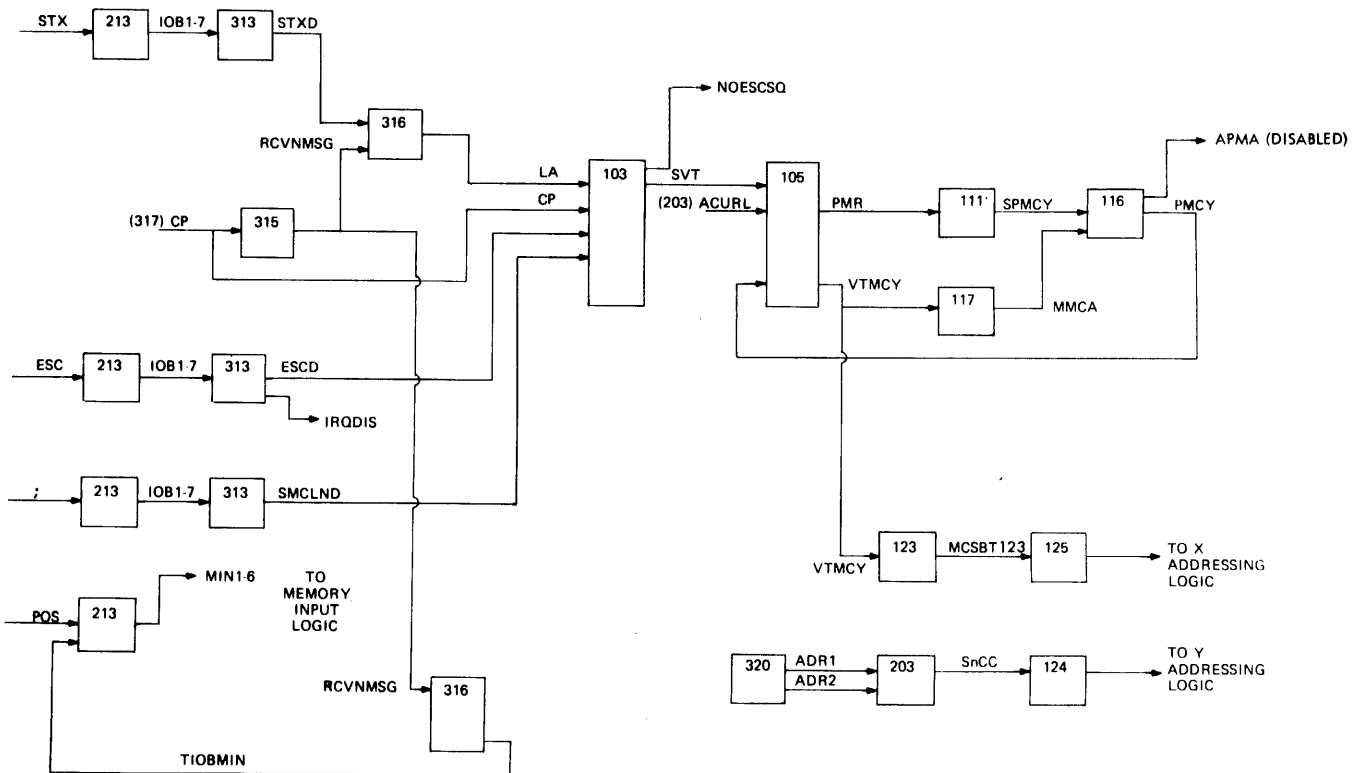 STX
213
IOB1-7
313
STXD
316
RCVNMSG
(317) CP
315
LA
CP
103
NOESCSQ
SVT
(203) ACURL
105
PMR
111
SPMCY
116
APMA (DISABLED)
PMCY
VTMCY
117
MMCA
ESC
213
IOB1-7
313
ESCD
IRQDIS
;
213
IOB1-7
313
SMCLND
VTMCY
123
MCSBT123
125
TO X
ADDRESSING
LOGIC
POS
213
MIN1-6
TO
MEMORY
INPUT
LOGIC
RCVNMSG
316
TIOBMIN
320
ADR1
ADR2
203
SnCC
124
TO Y
ADDRESSING
LOGIC